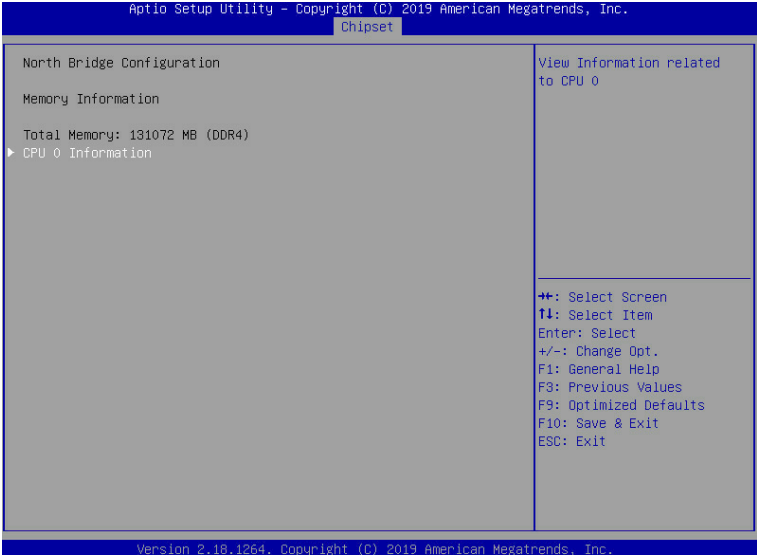 Aptio Setup Utility – Copyright (C) 2019 American Megatrends, Inc.
Chipset
North Bridge Configuration
Memory Information
Total Memory: 131072 MB (DDR4)
▶ CPU 0 Information
View Information related
to CPU 0
→←: Select Screen
↑↓: Select Item
Enter: Select
+/-: Change Opt.
F1: General Help
F3: Previous Values
F9: Optimized Defaults
F10: Save & Exit
ESC: Exit
Version 2.18.1264. Copyright (C) 2019 American Megatrends, Inc.